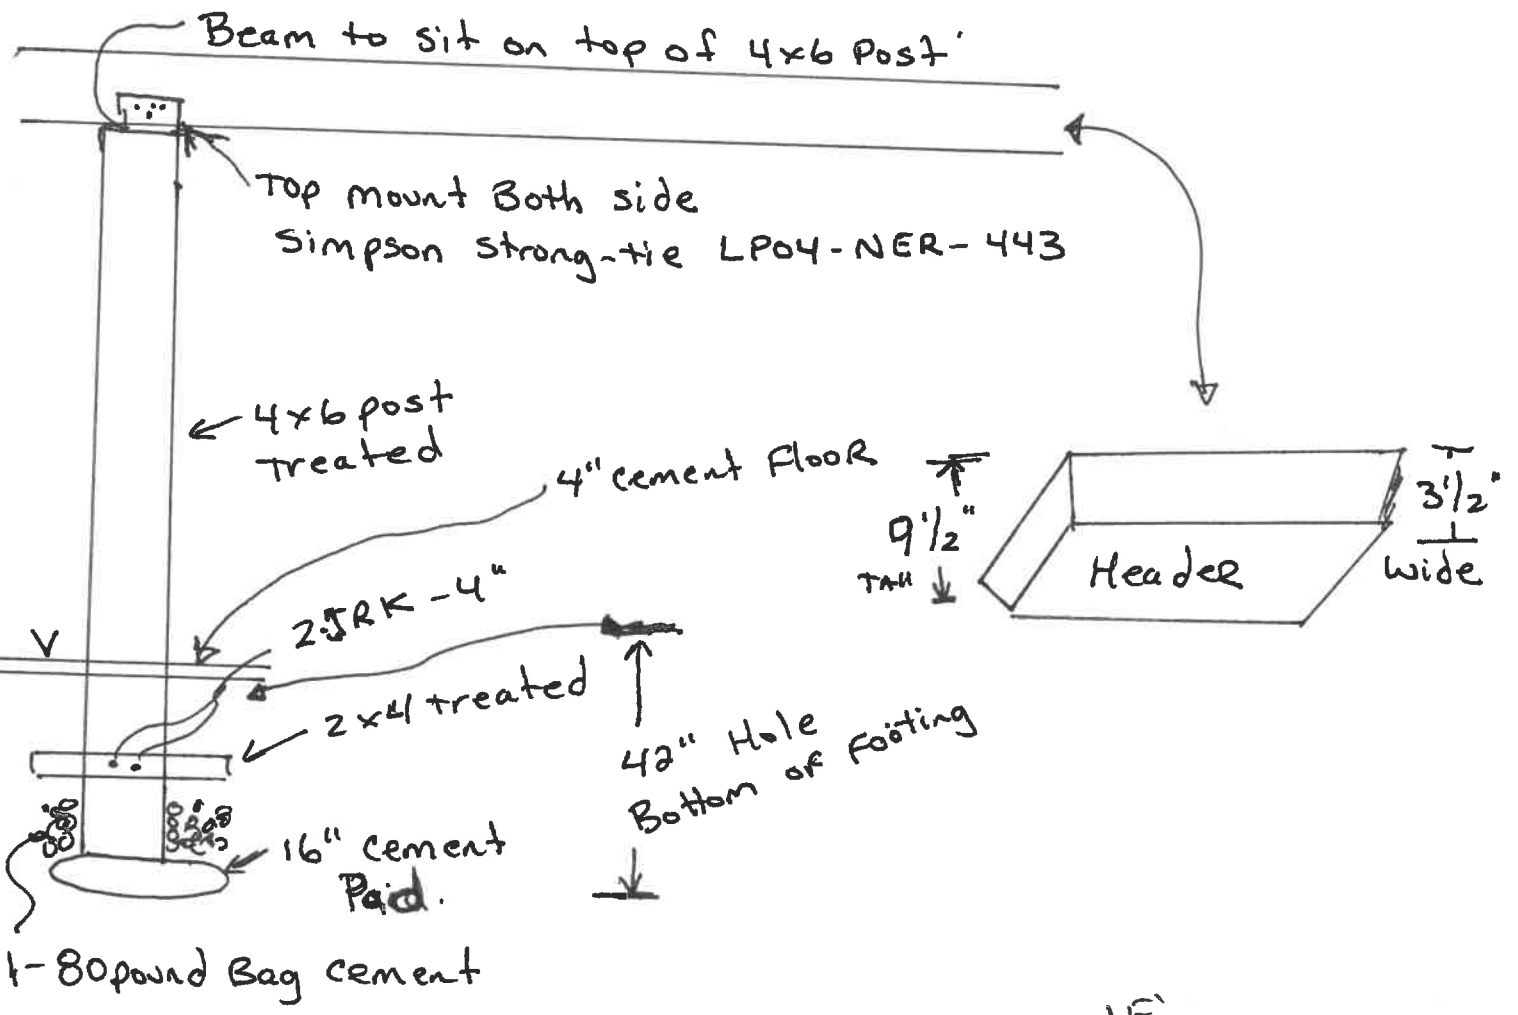 Beam to sit on top of 4x6 Post
Top mount Both side
Simpson Strong-tie LPO4-NER-443
4x6 post
Treated
4" cement Floor
9 1/2"
TAll
3 1/2"
wide
Header
V
2-JRK-4"
2x4 treated
42" Hole
Bottom of Footing
16" cement
Paid.
1-80 pound Bag cement